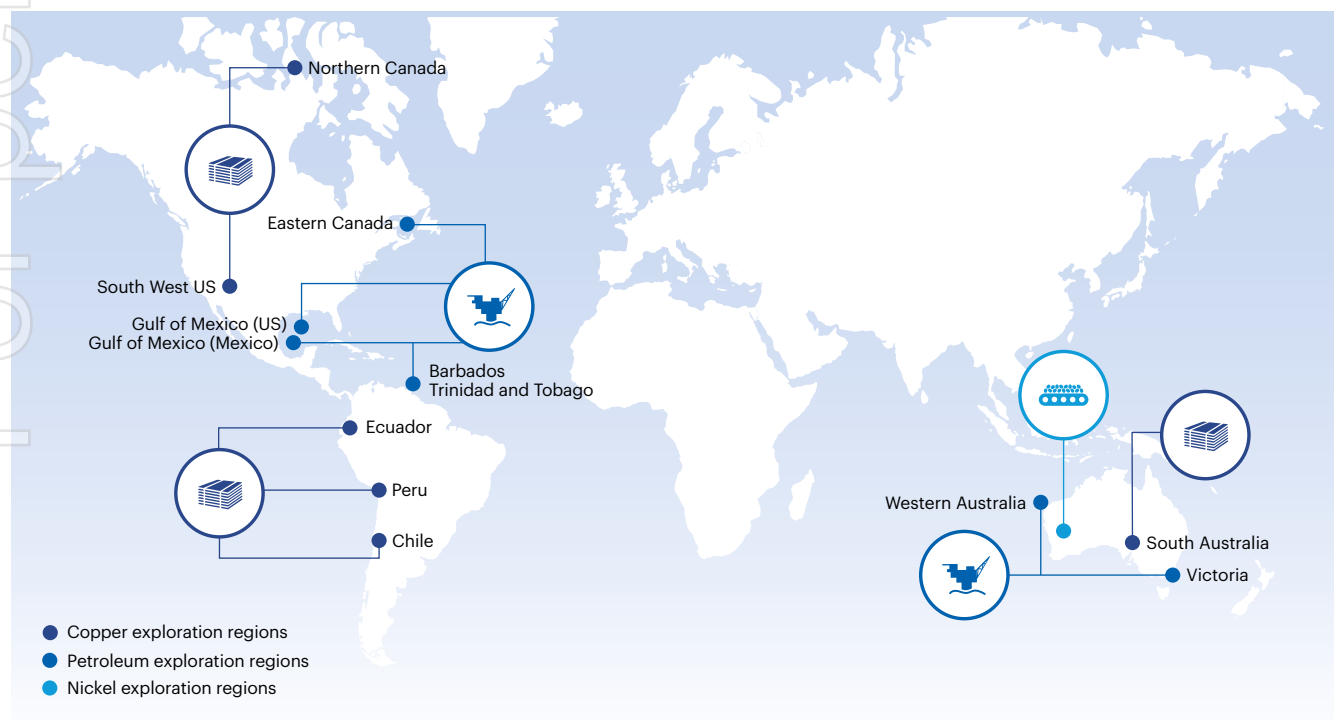 Northern Canada
Eastern Canada
South West US
Gulf of Mexico (US)
Gulf of Mexico (Mexico)
Barbados
Trinidad and Tobago
Ecuador
Peru
Chile
Western Australia
South Australia
Victoria
Copper exploration regions
Petroleum exploration regions
Nickel exploration regions